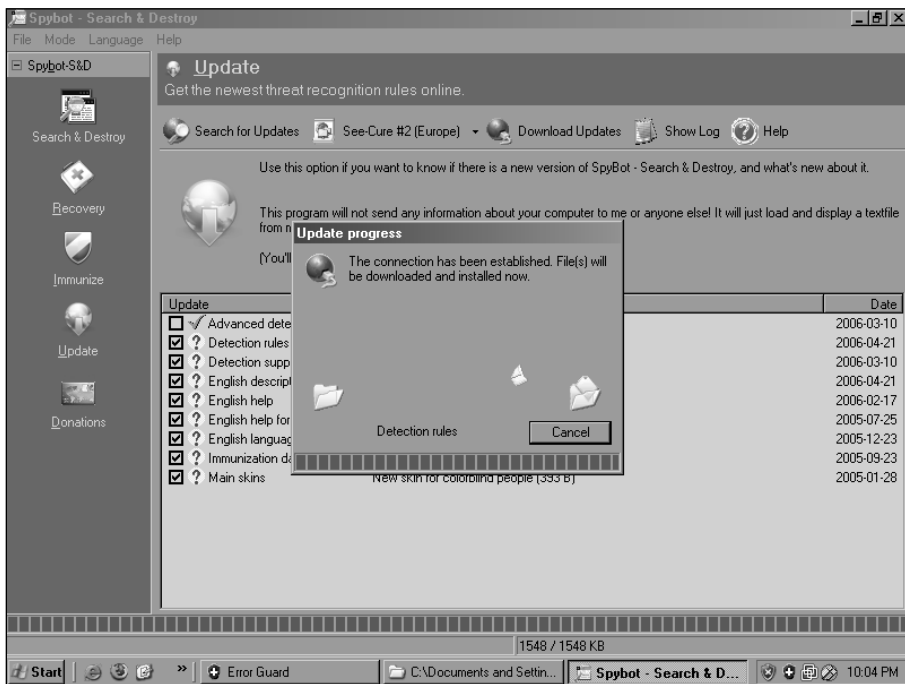 Spybot - Search & Destroy
File Mode Language Help
Spybot-S&D
Search & Destroy
Recovery
Immunize
Update
Donations
Update
Get the newest threat recognition rules online.
Search for Updates See-Cure #2 (Europe) Download Updates Show Log Help
Use this option if you want to know if there is a new version of SpyBot - Search & Destroy, and what's new about it.
This program will not send any information about your computer to me or anyone else! It will just load and display a textfile
from
(You'll
Update progress
The connection has been established. File(s) will
be downloaded and installed now.
Detection rules
Cancel
Update Date
Advanced dete 2006-03-10
Detection rules 2006-04-21
Detection supp 2006-03-10
English descript 2006-04-21
English help 2006-02-17
English help for 2005-07-25
English languag 2005-12-23
Immunization da 2005-09-23
Main skins New skin for colorblind people (393 B) 2005-01-28
1548 / 1548 KB
Start » Error Guard C:\Documents and Settin... Spybot - Search & D... 10:04 PM